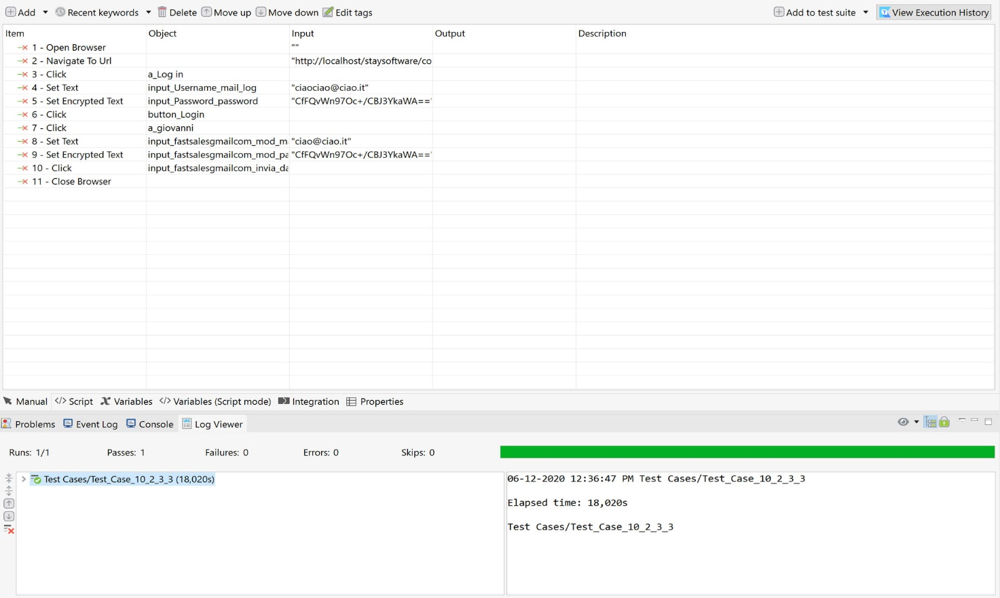 Add Recent keywords Delete Move up Move down Edit tags Add to test suite View Execution History
Item Object Input Output Description
1 - Open Browser ""
2 - Navigate To Url "http://localhost/staysoftware/co
3 - Click a_Log in
4 - Set Text input_Username_mail_log "ciaociao@ciao.it"
5 - Set Encrypted Text input_Password_password "CfFQvWn97Oc+/CBJ3YkaWA=="
6 - Click button_Login
7 - Click a_giovanni
8 - Set Text input_fastsalesgmailcom_mod_m "ciao@ciao.it"
9 - Set Encrypted Text input_fastsalesgmailcom_mod_pa "CfFQvWn97Oc+/CBJ3YkaWA=="
10 - Click input_fastsalesgmailcom_invia_da
11 - Close Browser
Manual </> Script Variables </> Variables (Script mode) Integration Properties
Problems Event Log Console Log Viewer
Runs: 1/1 Passes: 1 Failures: 0 Errors: 0 Skips: 0
Test Cases/Test_Case_10_2_3_3 (18,020s)
06-12-2020 12:36:47 PM Test Cases/Test_Case_10_2_3_3
Elapsed time: 18,020s
Test Cases/Test_Case_10_2_3_3